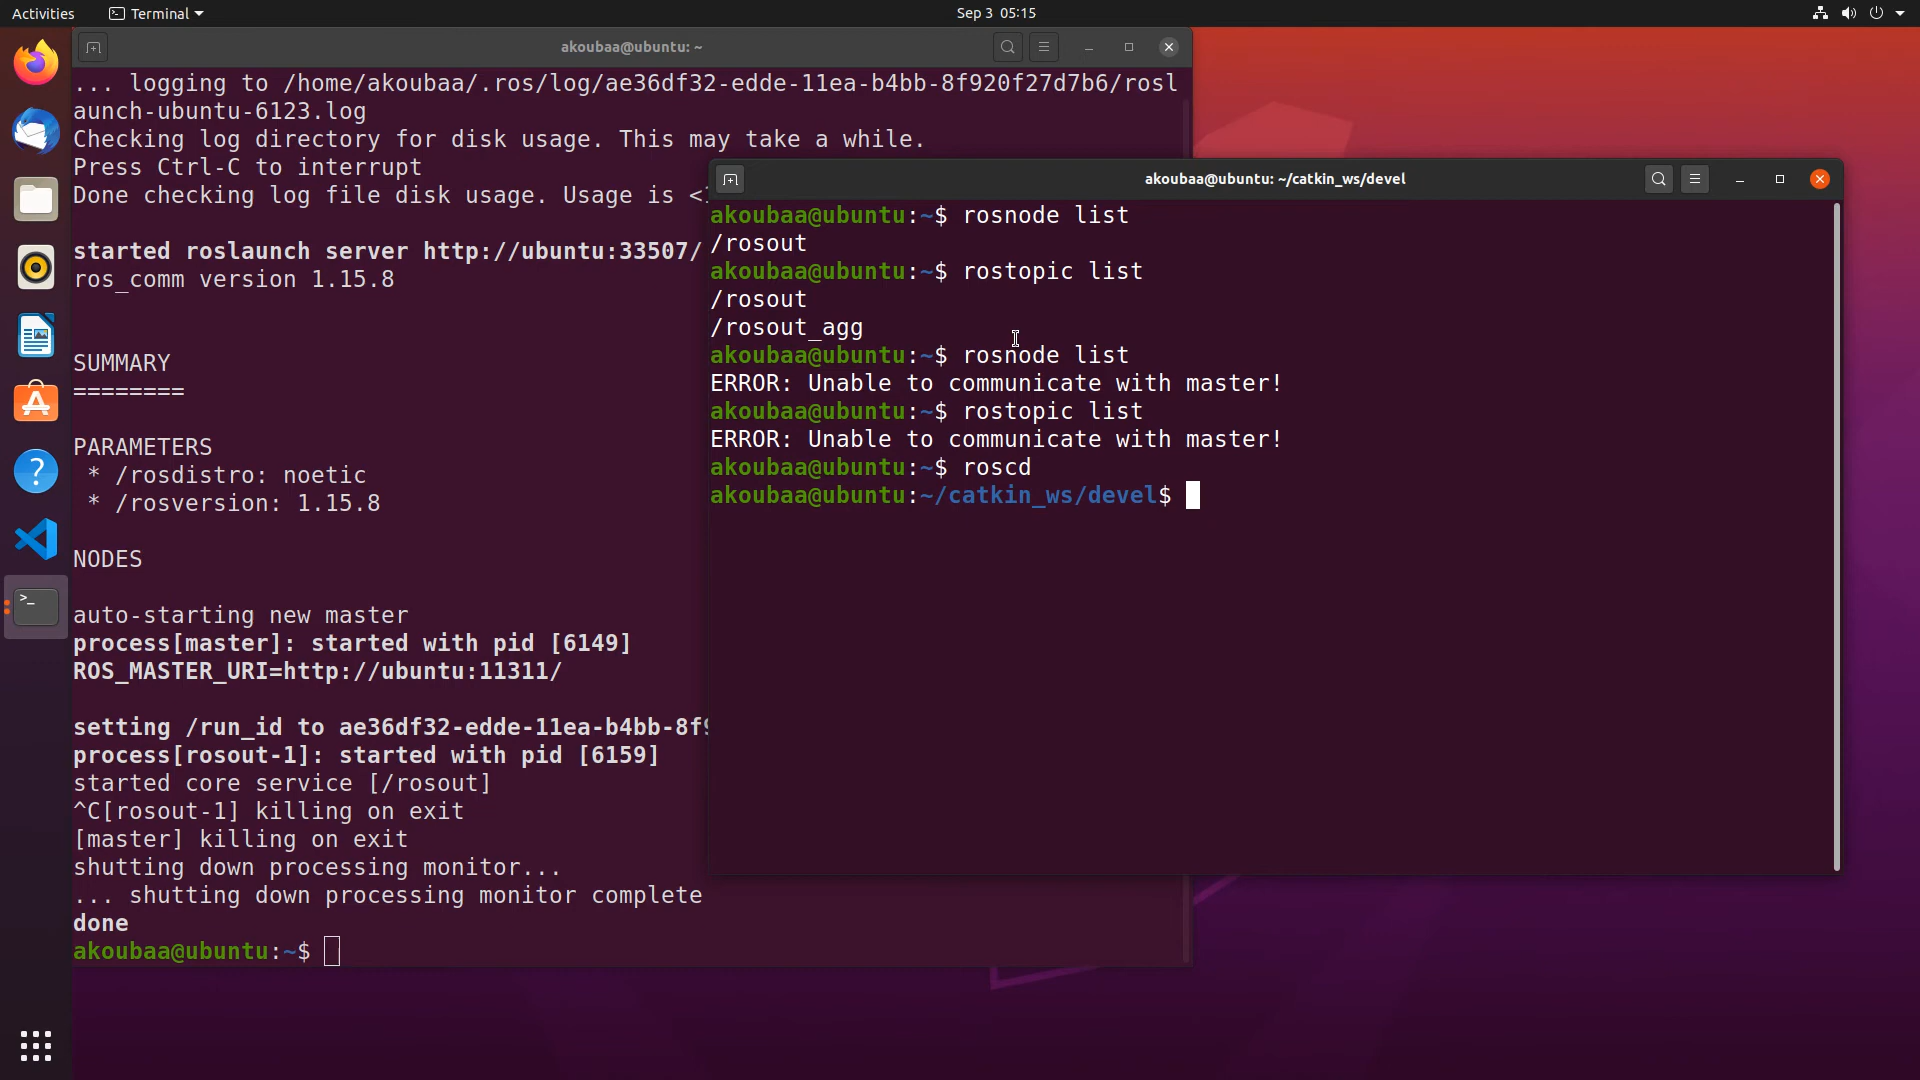 Activities
Terminal
Sep 3 05:15
akoubaa@ubuntu: ~
... logging to /home/akoubaa/.ros/log/ae36df32-edde-11ea-b4bb-8f920f27d7b6/rosl
aunch-ubuntu-6123.log
Checking log directory for disk usage. This may take a while.
Press Ctrl-C to interrupt
Done checking log file disk usage. Usage is <
started roslaunch server http://ubuntu:33507/
ros_comm version 1.15.8
SUMMARY
========
PARAMETERS
* /rosdistro: noetic
* /rosversion: 1.15.8
NODES
auto-starting new master
process[master]: started with pid [6149]
ROS_MASTER_URI=http://ubuntu:11311/
setting /run_id to ae36df32-edde-11ea-b4bb-8f
process[rosout-1]: started with pid [6159]
started core service [/rosout]
^C[rosout-1] killing on exit
[master] killing on exit
shutting down processing monitor...
... shutting down processing monitor complete
done
akoubaa@ubuntu:~$
akoubaa@ubuntu: ~/catkin_ws/devel
akoubaa@ubuntu:~$ rosnode list
/rosout
akoubaa@ubuntu:~$ rostopic list
/rosout
/rosout_agg
akoubaa@ubuntu:~$ rosnode list
ERROR: Unable to communicate with master!
akoubaa@ubuntu:~$ rostopic list
ERROR: Unable to communicate with master!
akoubaa@ubuntu:~$ roscd
akoubaa@ubuntu:~/catkin_ws/devel$